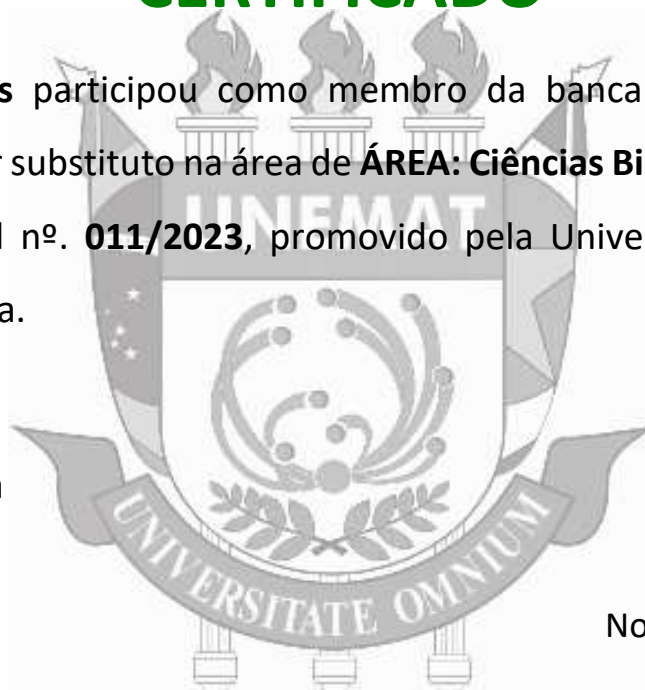 CERTIFICADO
s participou como membro da banca
r substituto na área de ÁREA: Ciências Bi
l nº. 011/2023, promovido pela Unive
UNEMAT
a.
UNIVERSITATE OMNIUM
No